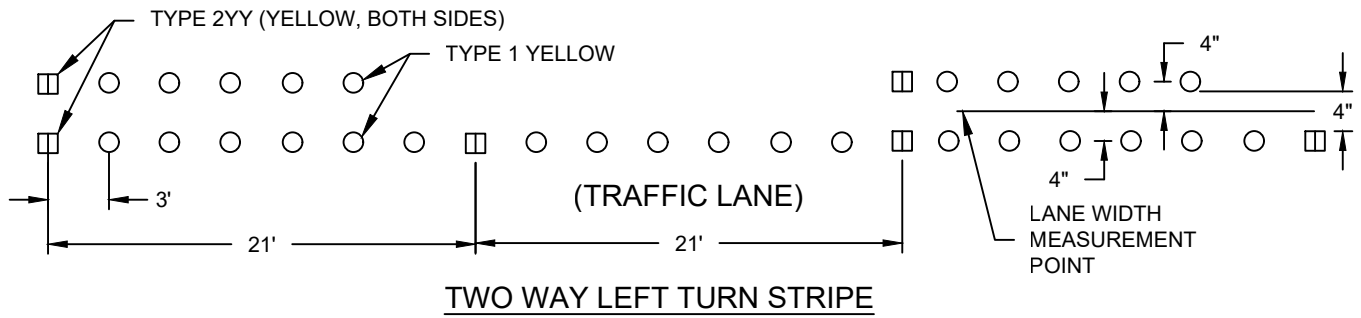 TYPE 2YY (YELLOW, BOTH SIDES)
TYPE 1 YELLOW
4"
4"
4"
3'
(TRAFFIC LANE)
21'
21'
LANE WIDTH
MEASUREMENT
POINT
TWO WAY LEFT TURN STRIPE